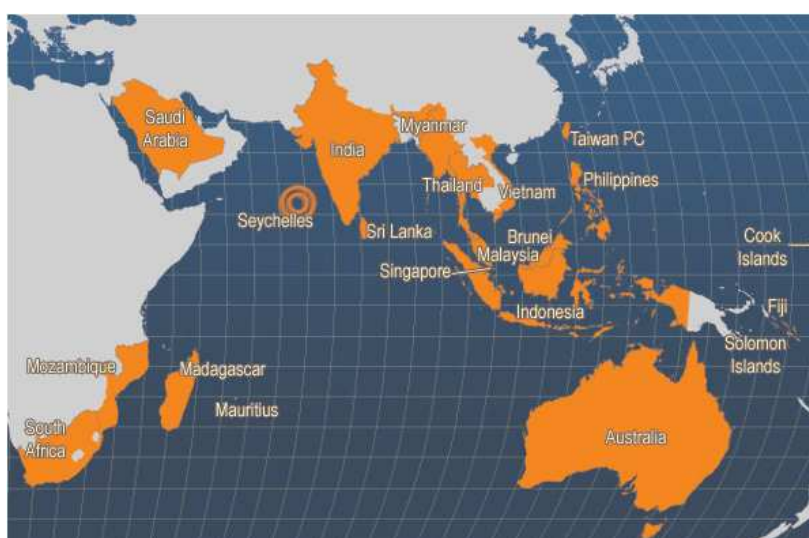 Saudi
Arabia
India
Myanmar
Taiwan PC
Thailand
Vietnam
Philippines
Seychelles
Sri Lanka
Brunei
Malaysia
Singapore
Cook
Islands
Indonesia
Fiji
Solomon
Islands
Mozambique
Madagascar
Mauritius
South
Africa
Australia